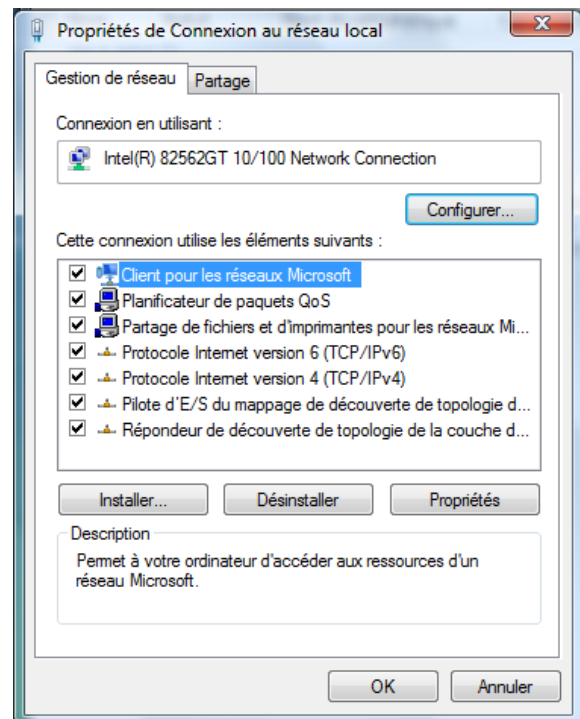 Propriétés de Connexion au réseau local
Gestion de réseau
Partage
Connexion en utilisant :
Intel(R) 82562GT 10/100 Network Connection
Configurer...
Cette connexion utilise les éléments suivants :
Client pour les réseaux Microsoft
Planificateur de paquets QoS
Partage de fichiers et d'imprimantes pour les réseaux Mi...
Protocole Internet version 6 (TCP/IPv6)
Protocole Internet version 4 (TCP/IPv4)
Pilote d'E/S du mappage de découverte de topologie d...
Répondeur de découverte de topologie de la couche d...
Installer...
Désinstaller
Propriétés
Description
Permet à votre ordinateur d'accéder aux ressources d'un
réseau Microsoft.
OK
Annuler